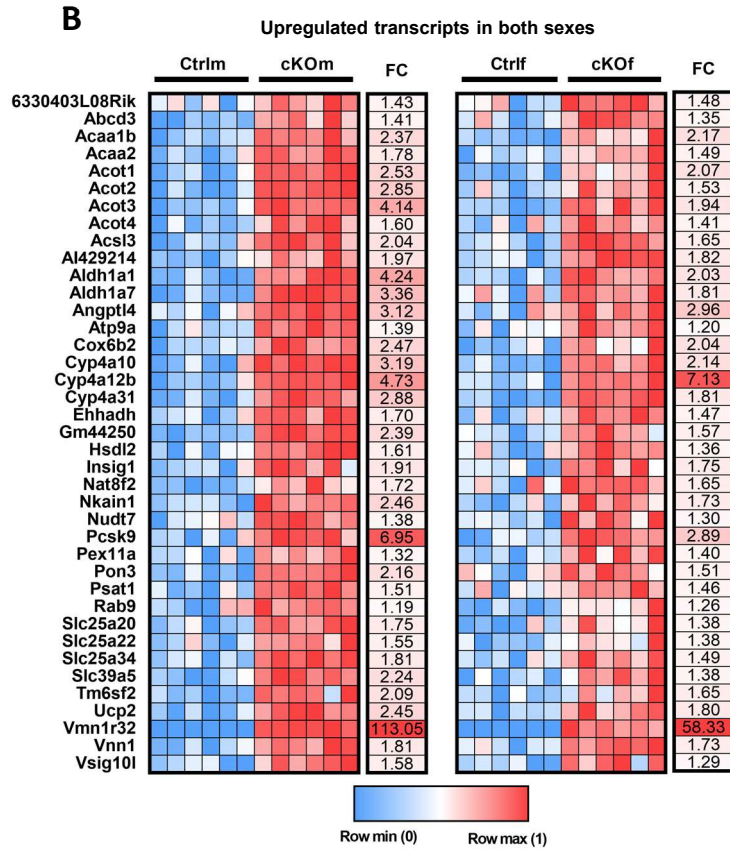 B
Upregulated transcripts in both sexes
Ctrlm cKOm FC Ctrlf cKOf FC
6330403L08Rik 1.43 1.48
Abcd3 1.41 1.35
Acaa1b 2.37 2.17
Acaa2 1.78 1.49
Acot1 2.53 2.07
Acot2 2.85 1.53
Acot3 4.14 1.94
Acot4 1.60 1.41
Acsl3 2.04 1.65
AI429214 1.97 1.82
Aldh1a1 4.24 2.03
Aldh1a7 3.36 1.81
Angptl4 3.12 2.96
Atp9a 1.39 1.20
Cox6b2 2.47 2.04
Cyp4a10 3.19 2.14
Cyp4a12b 4.73 7.13
Cyp4a31 2.88 1.81
Ehhadh 1.70 1.47
Gm44250 2.39 1.57
Hsdl2 1.61 1.36
Insig1 1.91 1.75
Nat8f2 1.72 1.65
Nkain1 2.46 1.73
Nudt7 1.38 1.30
Pcsk9 6.95 2.89
Pex11a 1.32 1.40
Pon3 2.16 1.51
Psat1 1.51 1.46
Rab9 1.19 1.26
Slc25a20 1.75 1.38
Slc25a22 1.55 1.38
Slc25a34 1.81 1.49
Slc39a5 2.24 1.38
Tm6sf2 2.09 1.65
Ucp2 2.45 1.80
Vmn1r32 113.05 58.33
Vnn1 1.81 1.73
Vsig10l 1.58 1.29
Row min (0) Row max (1)